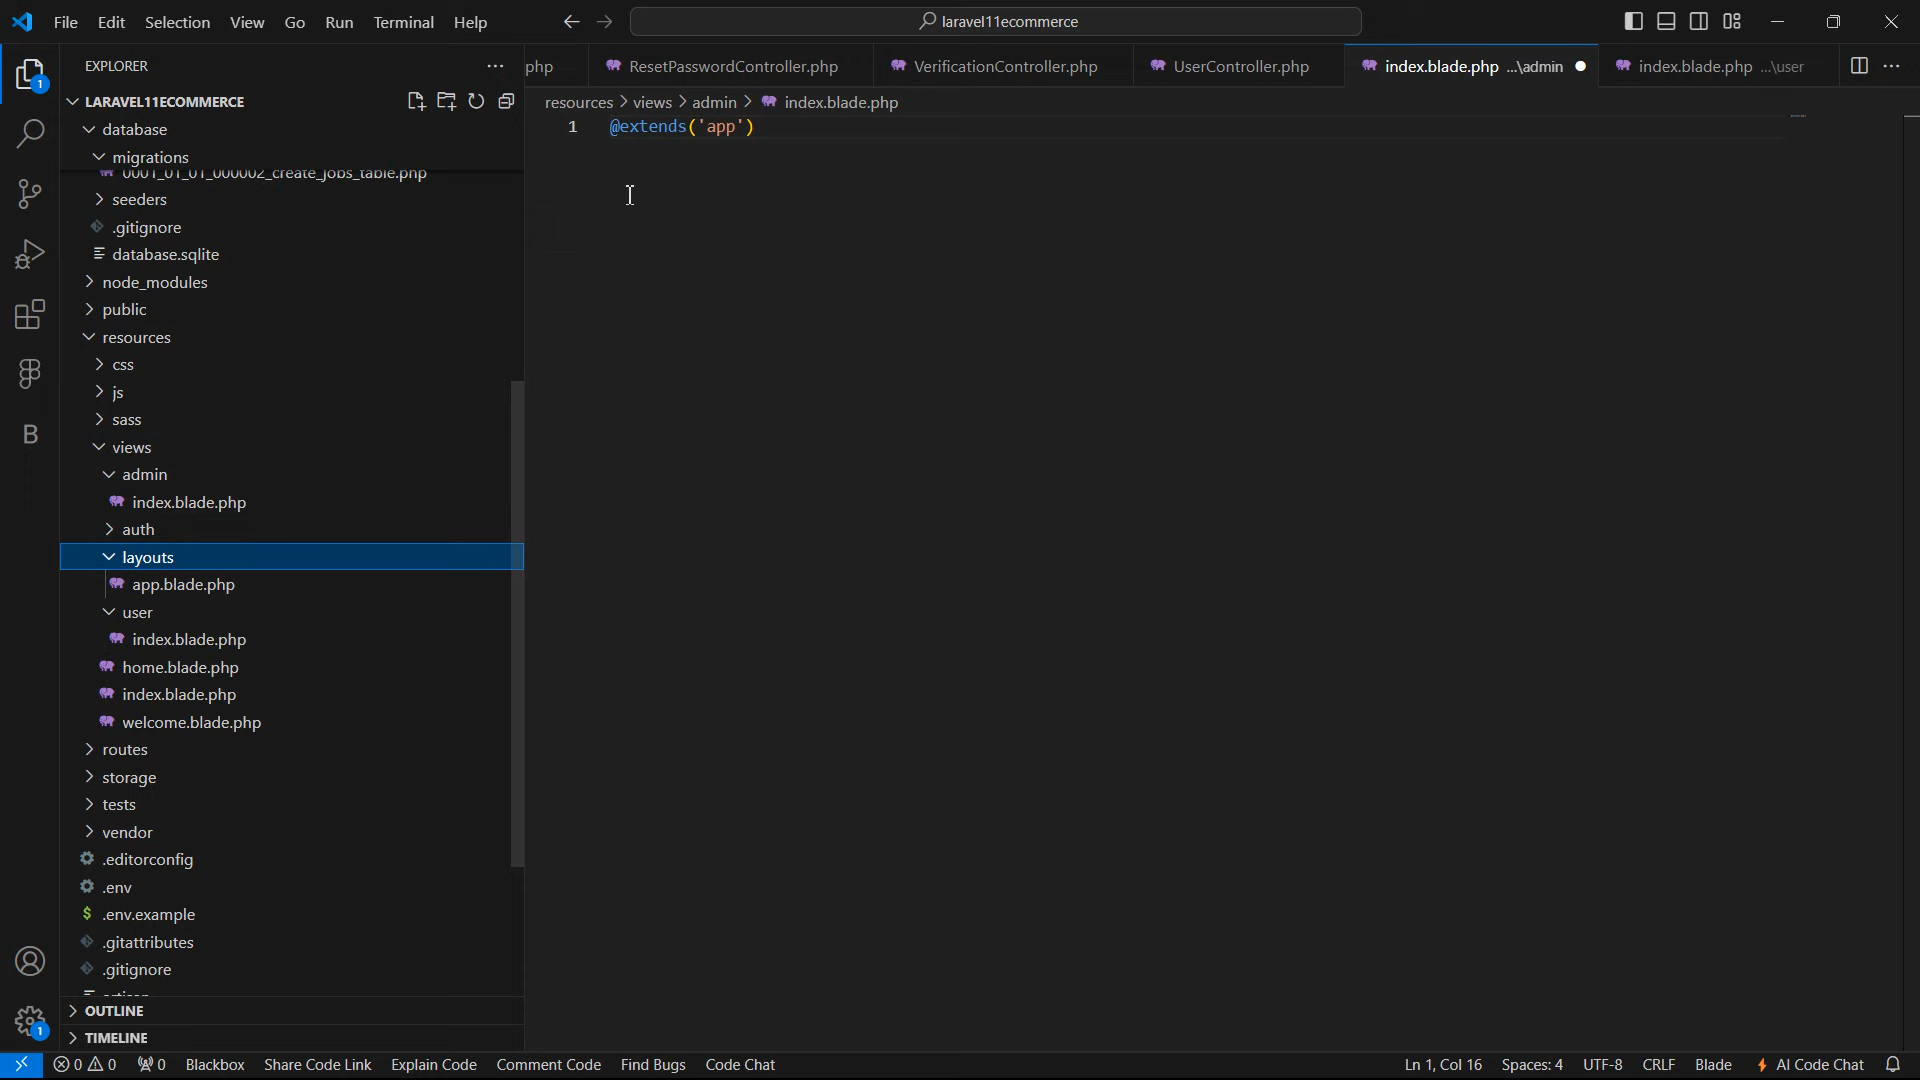 File Edit Selection View Go Run Terminal Help
laravel11ecommerce
EXPLORER
LARAVEL11ECOMMERCE
database
migrations
0001_01_01_000002_create_jobs_table.php
seeders
.gitignore
database.sqlite
node_modules
public
resources
css
js
sass
views
admin
index.blade.php
auth
layouts
app.blade.php
user
index.blade.php
home.blade.php
index.blade.php
welcome.blade.php
routes
storage
tests
vendor
.editorconfig
.env
.env.example
.gitattributes
.gitignore
artisan
OUTLINE
TIMELINE
php ResetPasswordController.php VerificationController.php UserController.php index.blade.php ...\admin index.blade.php ...\user
resources > views > admin > index.blade.php
1 @extends('app')
1
B
1
0 0 0 Blackbox Share Code Link Explain Code Comment Code Find Bugs Code Chat Ln 1, Col 16 Spaces: 4 UTF-8 CRLF Blade AI Code Chat